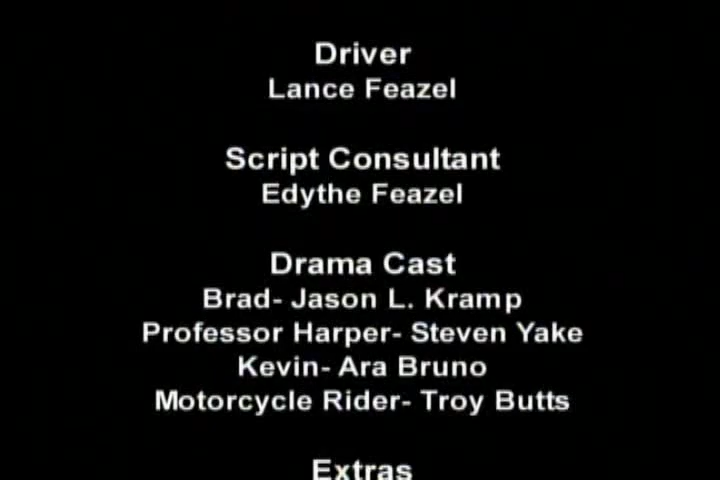 Driver
Lance Feazel
Script Consultant
Edythe Feazel
Drama Cast
Brad- Jason L. Kramp
Professor Harper- Steven Yake
Kevin- Ara Bruno
Motorcycle Rider- Troy Butts
Extras